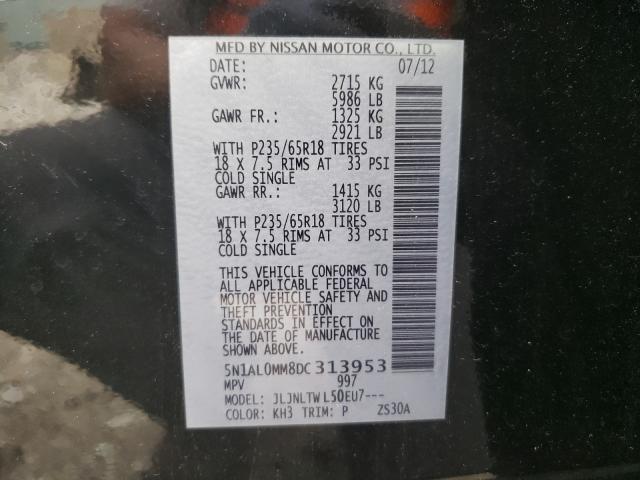 MFD BY NISSAN MOTOR CO., LTD.
DATE: 07/12
GVWR: 2715 KG
5986 LB
GAWR FR.: 1325 KG
2921 LB
WITH P235/65R18 TIRES
18 X 7.5 RIMS AT 33 PSI
COLD SINGLE
GAWR RR.: 1415 KG
3120 LB
WITH P235/65R18 TIRES
18 X 7.5 RIMS AT 33 PSI
COLD SINGLE
THIS VEHICLE CONFORMS TO
ALL APPLICABLE FEDERAL
MOTOR VEHICLE SAFETY AND
THEFT PREVENTION
STANDARDS IN EFFECT ON
THE DATE OF MANUFACTURE
SHOWN ABOVE.
5N1AL0MM8DC313953
MPV 997
MODEL: JLJNLTW L50EU7---
COLOR: KH3 TRIM: P ZS30A